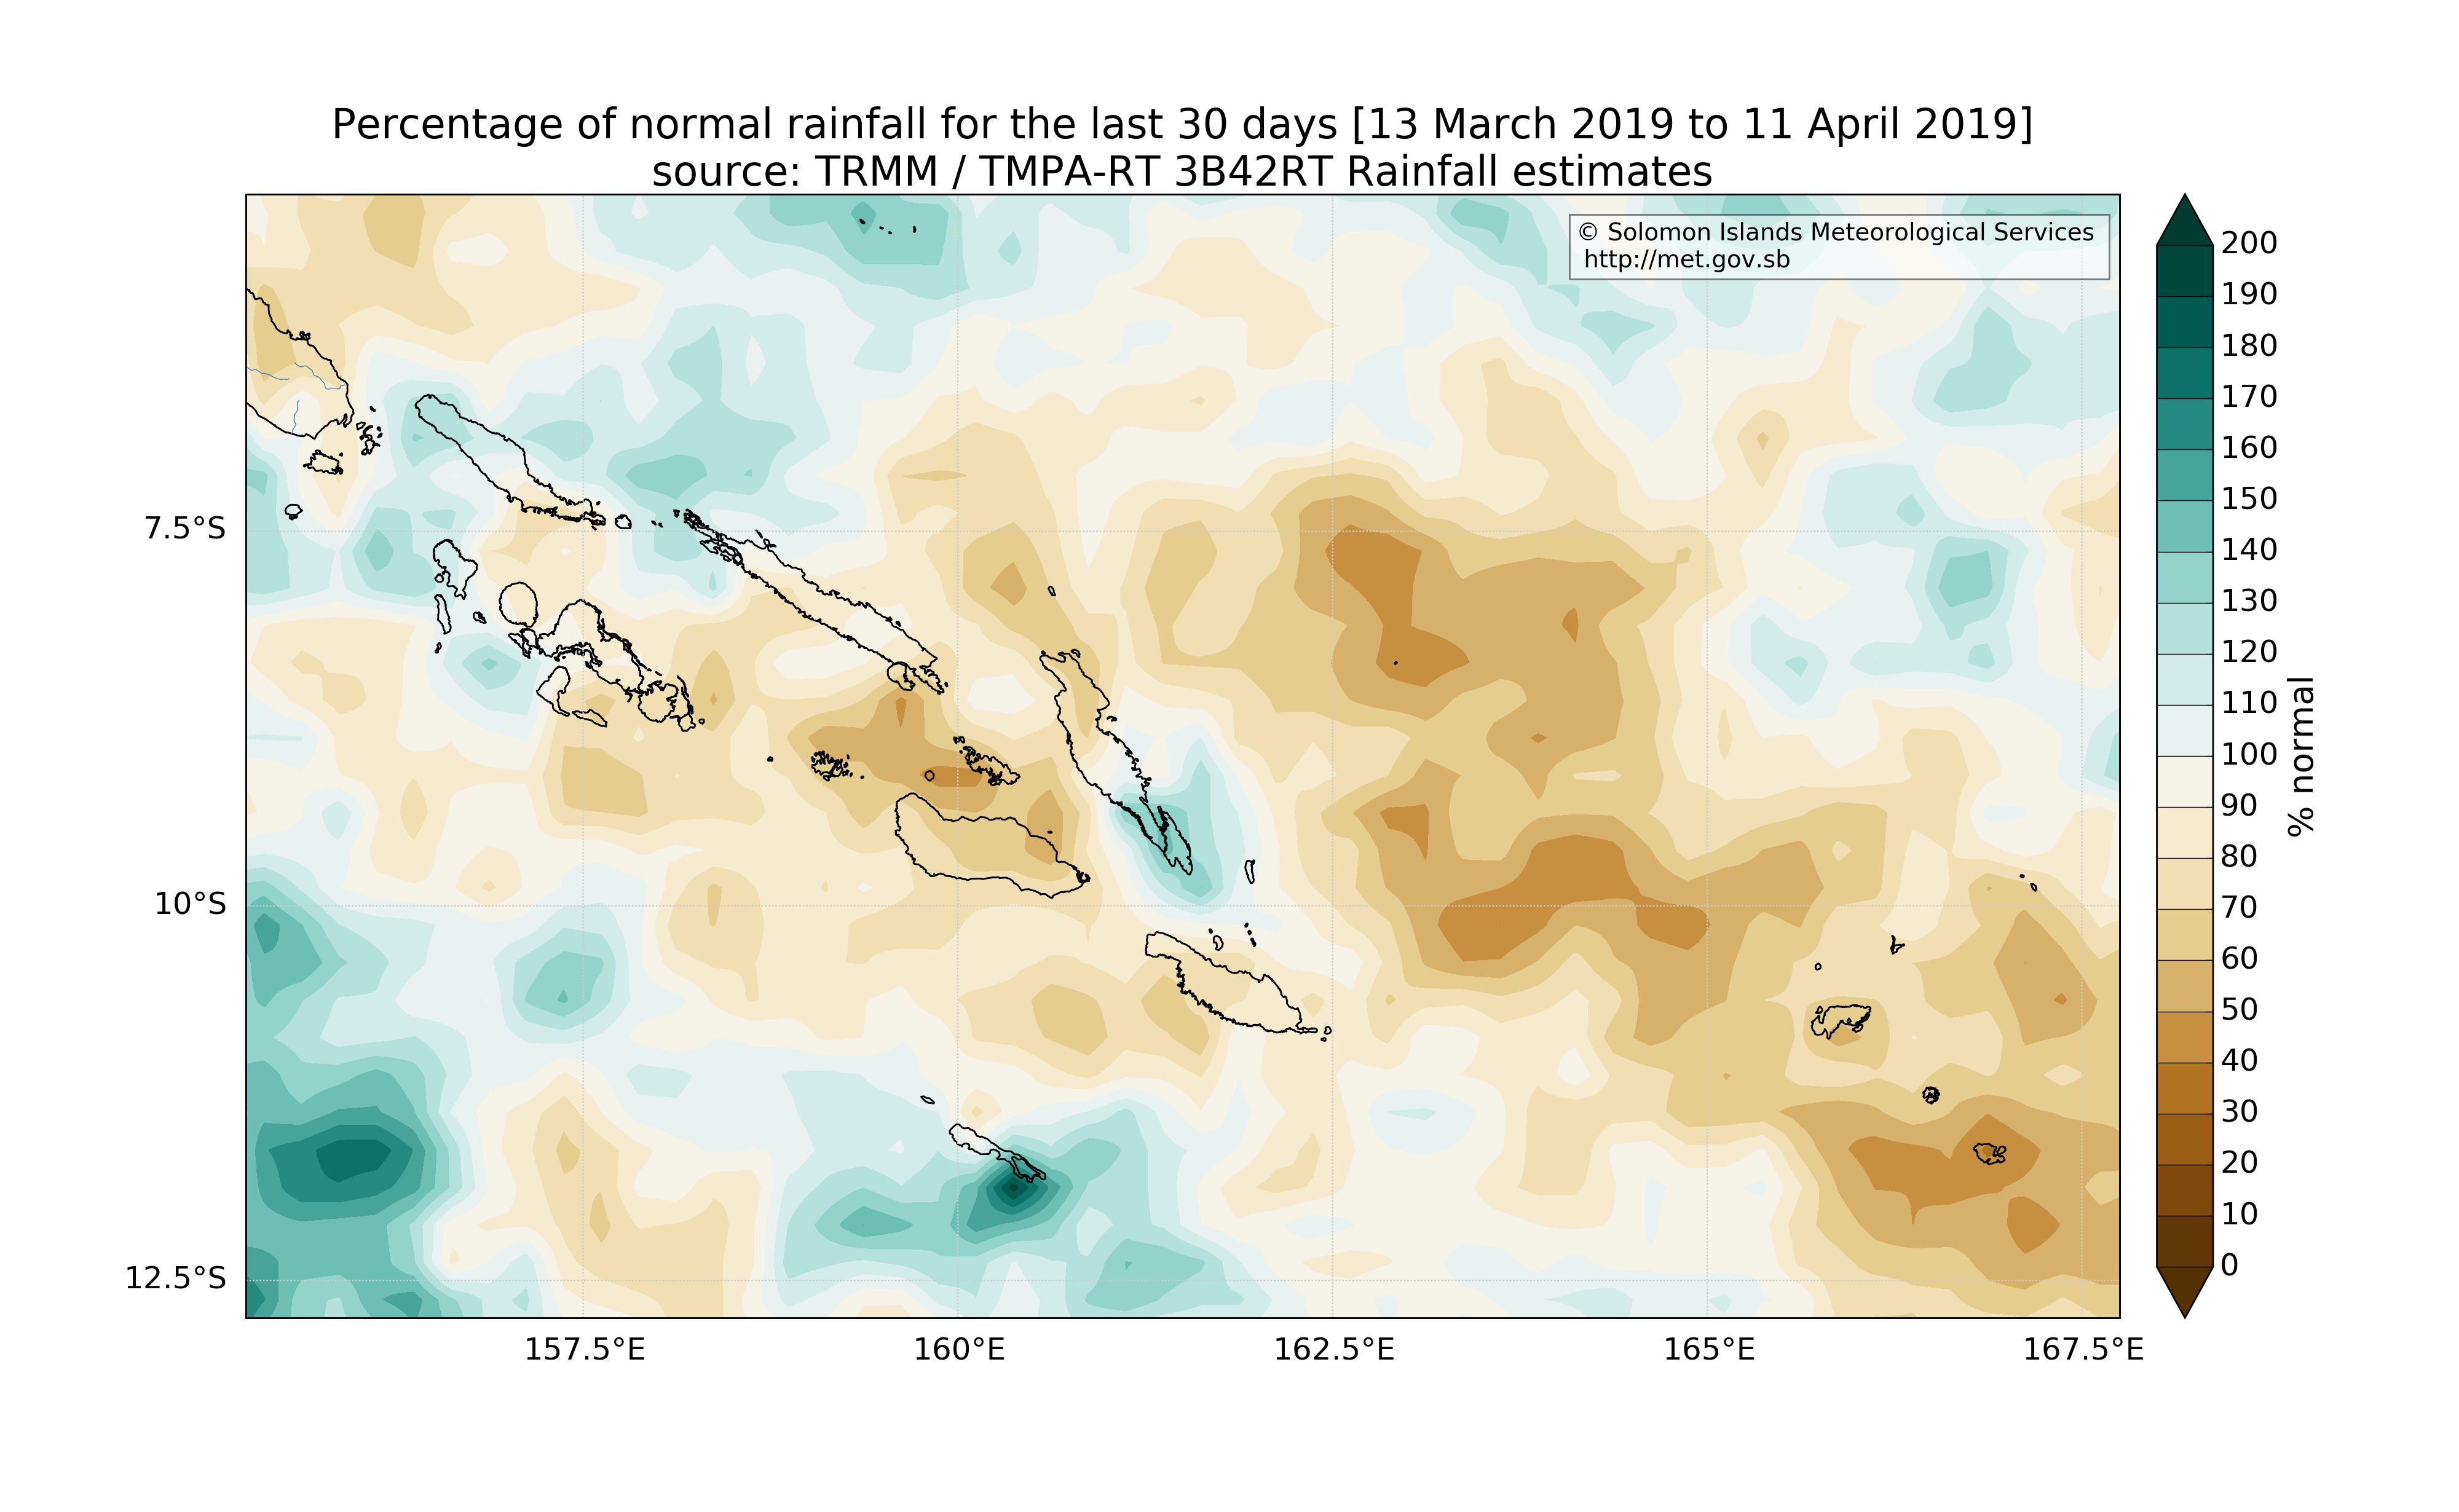 Percentage of normal rainfall for the last 30 days [13 March 2019 to 11 April 2019]
source: TRMM / TMPA-RT 3B42RT Rainfall estimates
© Solomon Islands Meteorological Services
http://met.gov.sb
7.5°S
10°S
12.5°S
157.5°E
160°E
162.5°E
165°E
167.5°E
200
190
180
170
160
150
140
130
120
110
100
90
80
70
60
50
40
30
20
10
0
% normal